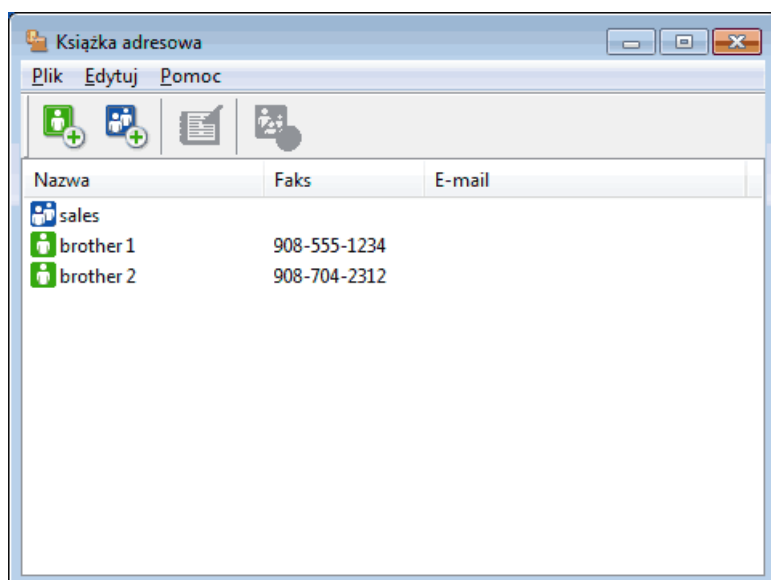 Książka adresowa
Plik Edytuj Pomoc
Nazwa Faks E-mail
sales
brother 1 908-555-1234
brother 2 908-704-2312